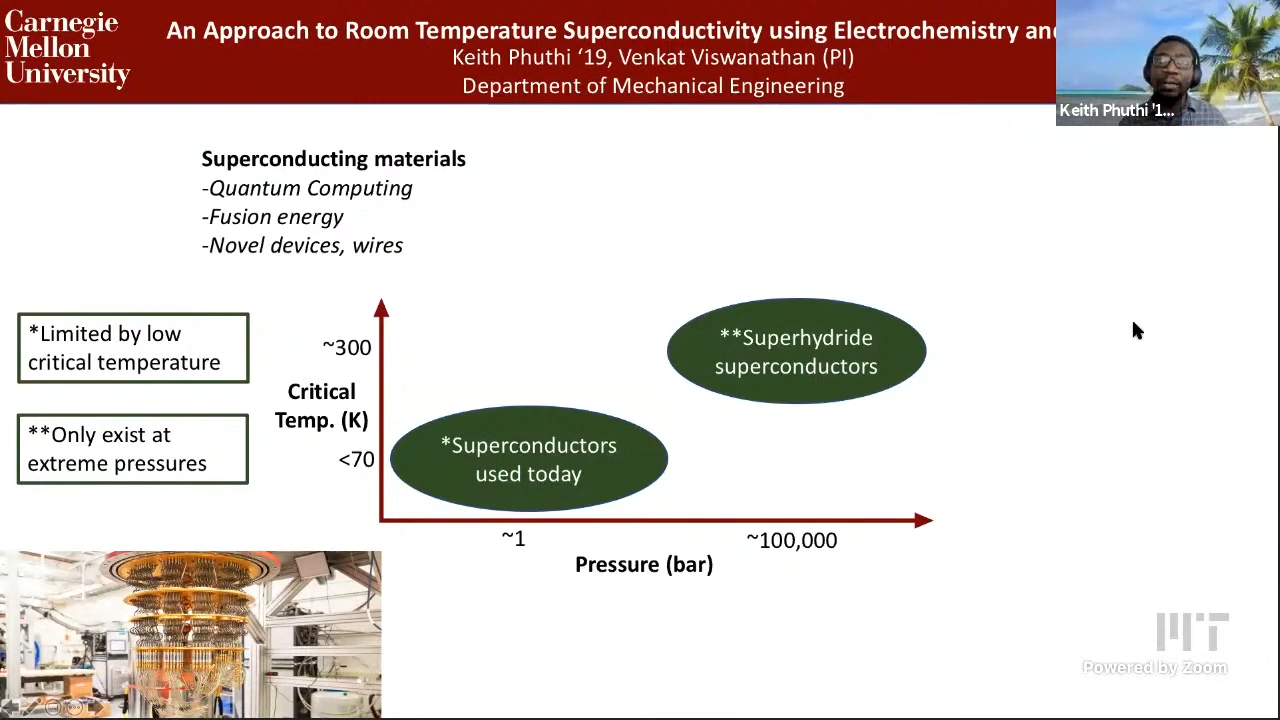 Carnegie
Mellon
University
An Approach to Room Temperature Superconductivity using Electrochemistry and
Keith Phuthi ‘19, Venkat Viswanathan (PI)
Department of Mechanical Engineering
Keith Phuthi '1...
Superconducting materials
-Quantum Computing
-Fusion energy
-Novel devices, wires
*Limited by low
critical temperature
**Only exist at
extreme pressures
~300
Critical
Temp. (K)
<70
**Superhydride
superconductors
*Superconductors
used today
~1
~100,000
Pressure (bar)
MIT
Powered by Zoom